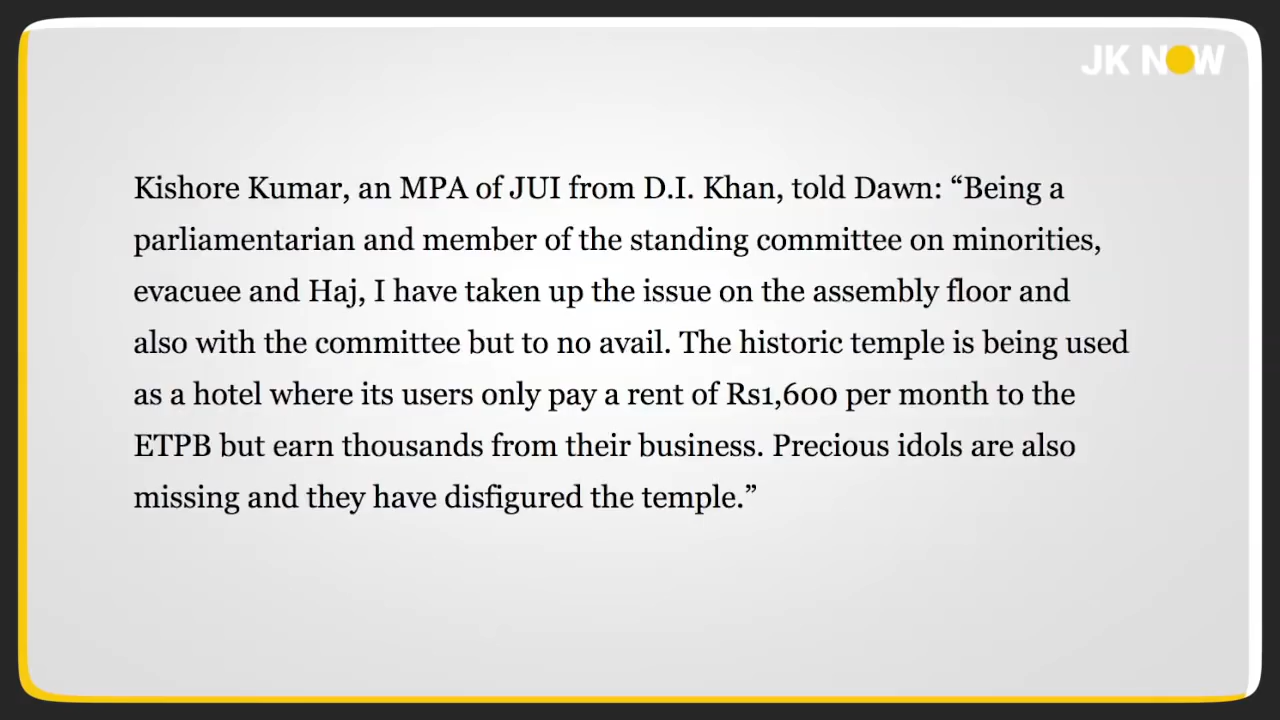 JK NOW
Kishore Kumar, an MPA of JUI from D.I. Khan, told Dawn: “Being a
parliamentarian and member of the standing committee on minorities,
evacuee and Haj, I have taken up the issue on the assembly floor and
also with the committee but to no avail. The historic temple is being used
as a hotel where its users only pay a rent of Rs1,600 per month to the
ETPB but earn thousands from their business. Precious idols are also
missing and they have disfigured the temple.”